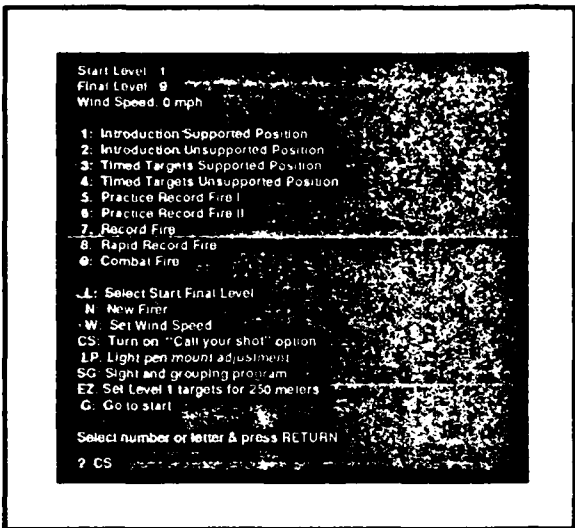 Start Level: 1
Final Level: 9
Wind Speed: 0 mph
1: Introduction Supported Position
2: Introduction Unsupported Position
3: Timed Targets Supported Position
4: Timed Targets Unsupported Position
5. Practice Record Fire I
6: Practice Record Fire II
7. Record Fire
8. Rapid Record Fire
9: Combat Fire
L: Select Start Final Level
N: New Firer
W: Set Wind Speed
CS: Turn on "Call your shot" option
LP: Light pen mount adjustment
SG: Sight and grouping program
EZ: Set Level 1 targets for 250 meters
G: Go to start
Select number or letter & press RETURN
? CS